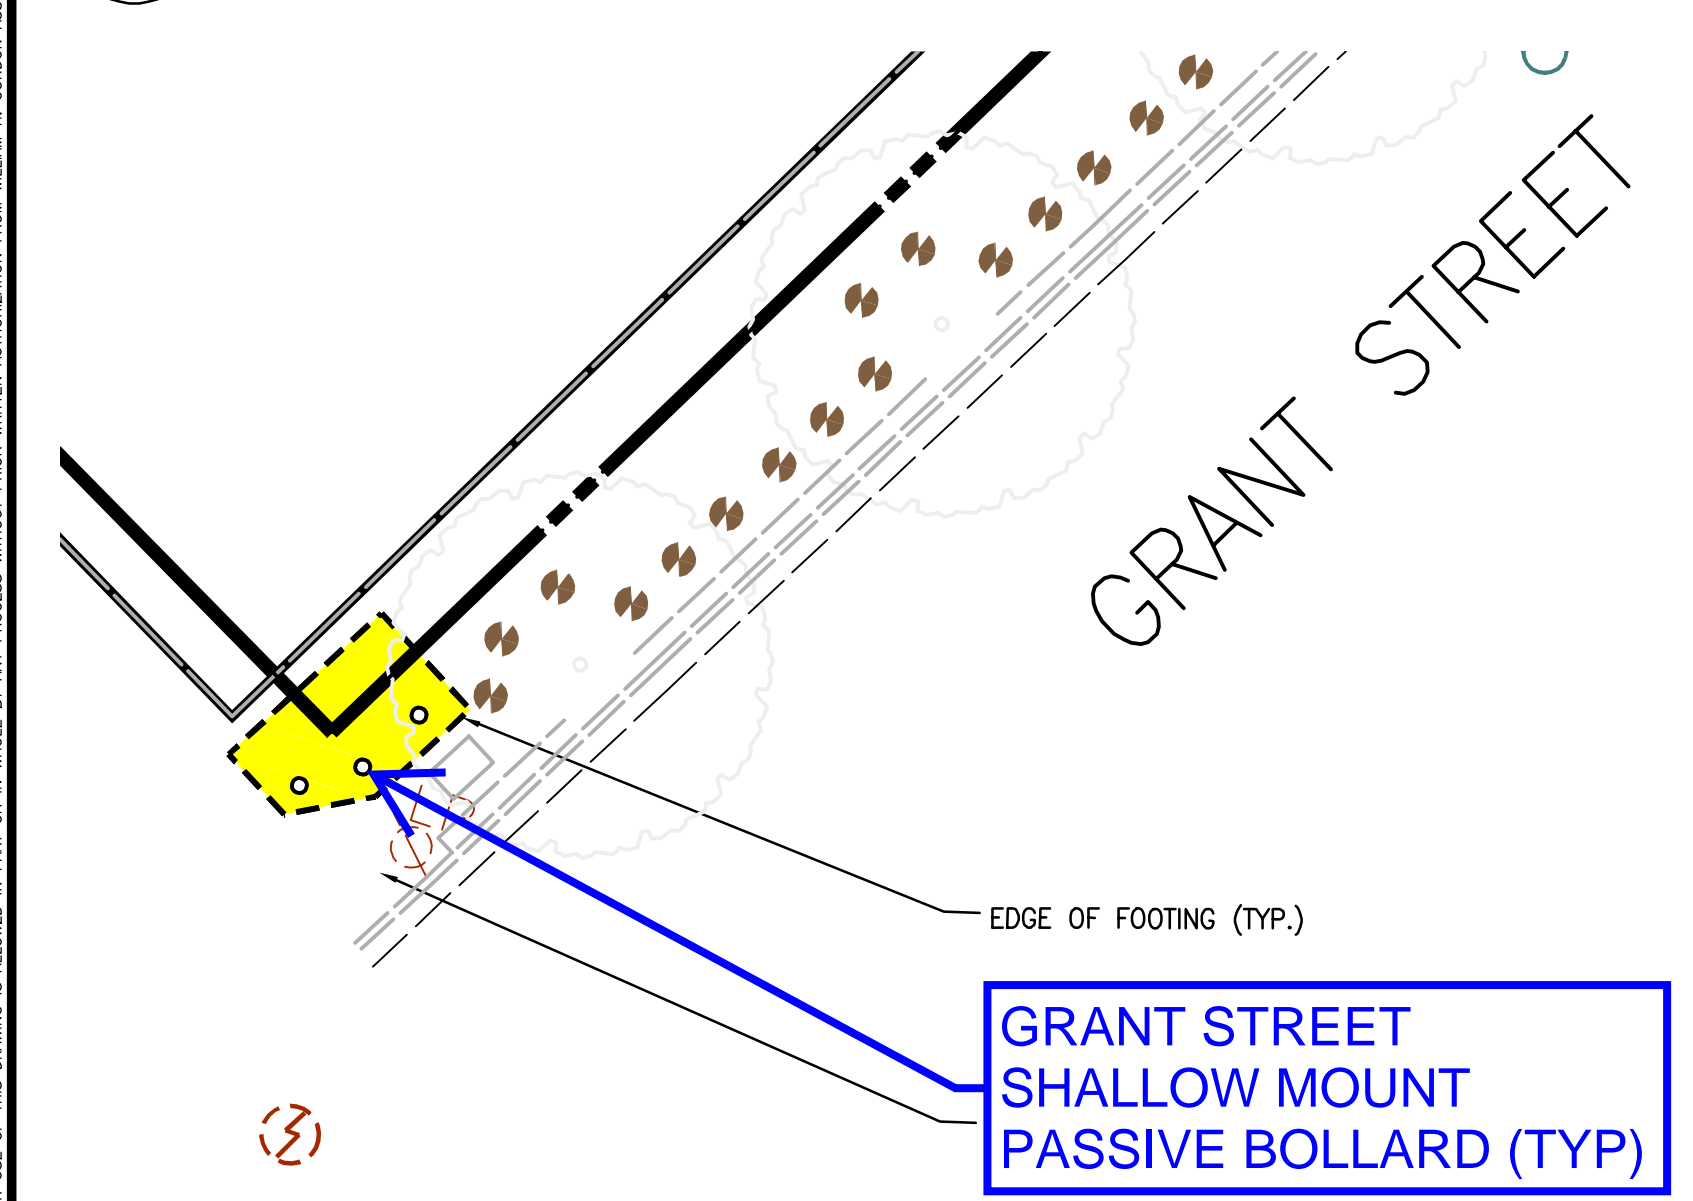 GRANT STREET
EDGE OF FOOTING (TYP.)
GRANT STREET
SHALLOW MOUNT
PASSIVE BOLLARD (TYP)